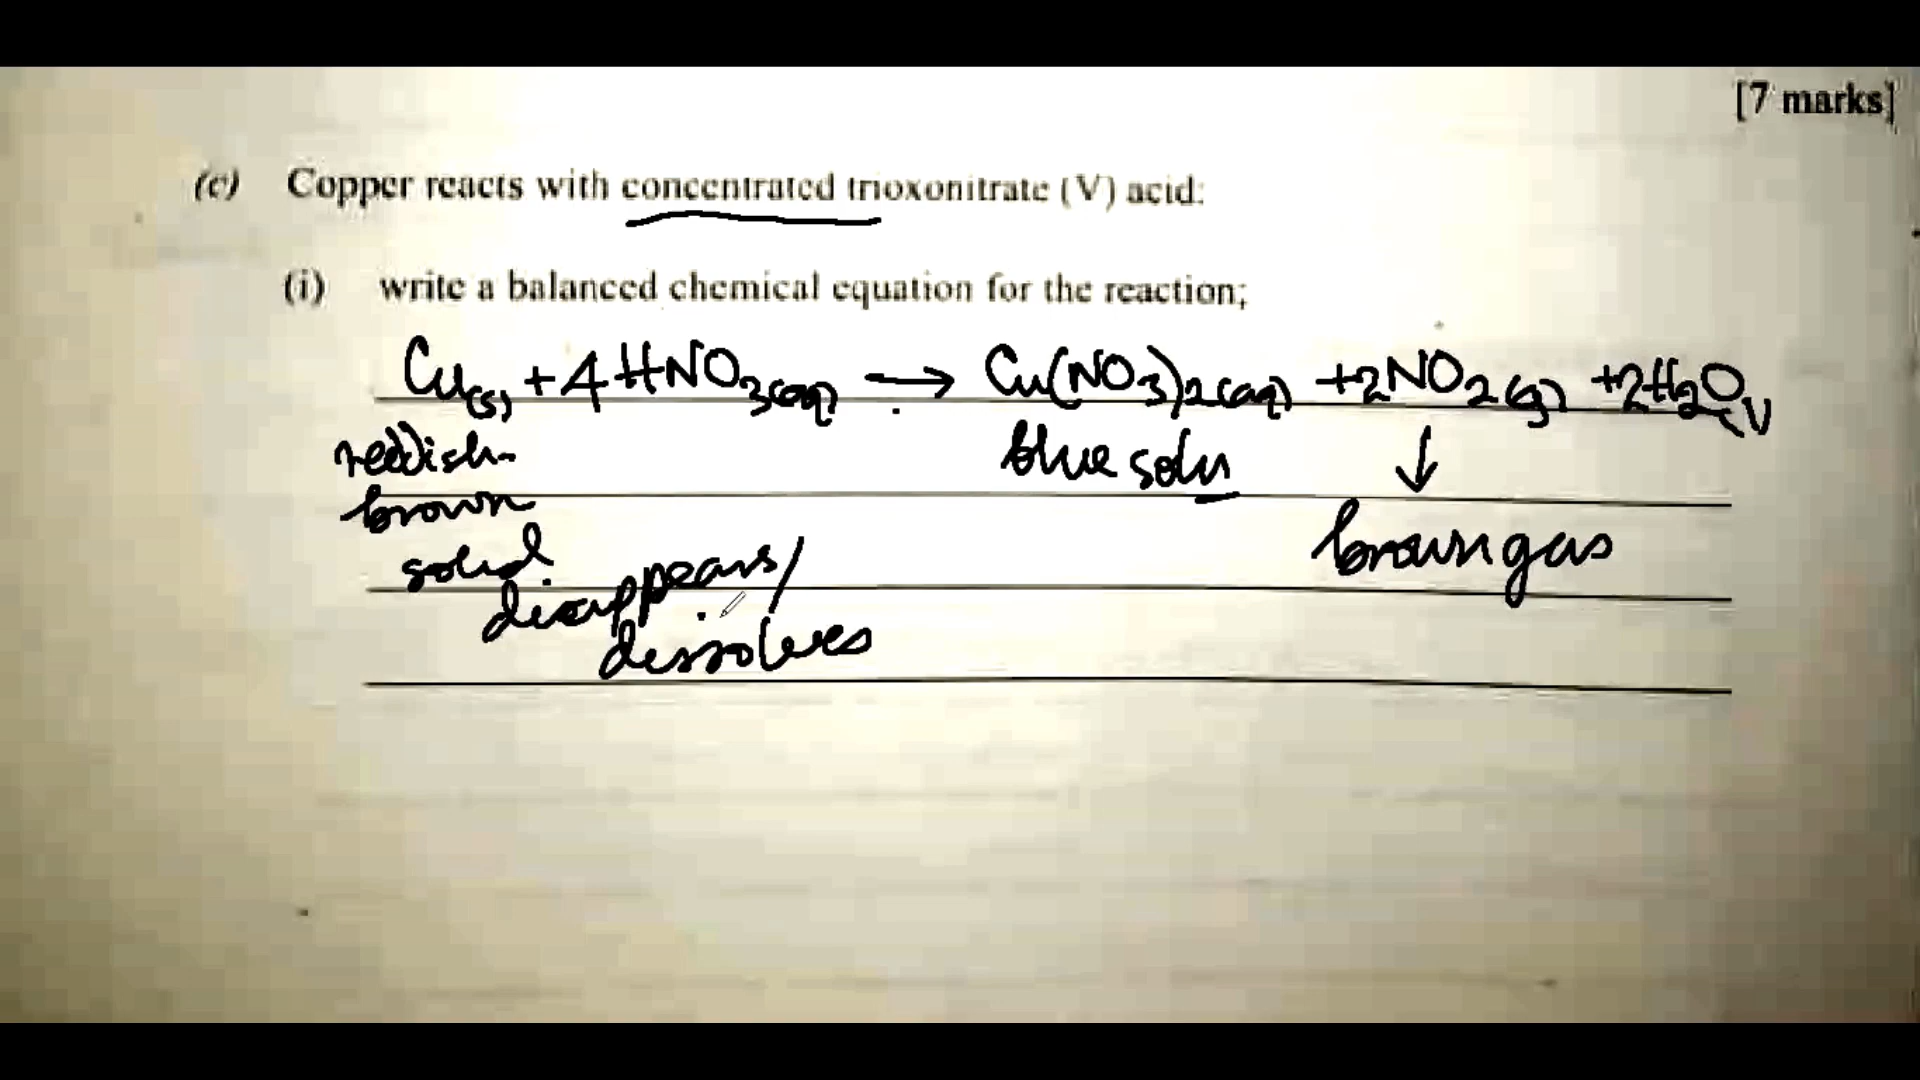 [7 marks]
(c) Copper reacts with concentrated trioxonitrate (V) acid:
(i) write a balanced chemical equation for the reaction;
Cu(s) + 4HNO3(aq) → Cu(NO3)2(aq) + 2NO2(g) + 2H2O(l)
reddish- blue soln ↓
brown brown gas
solid
disappears/
dissolves